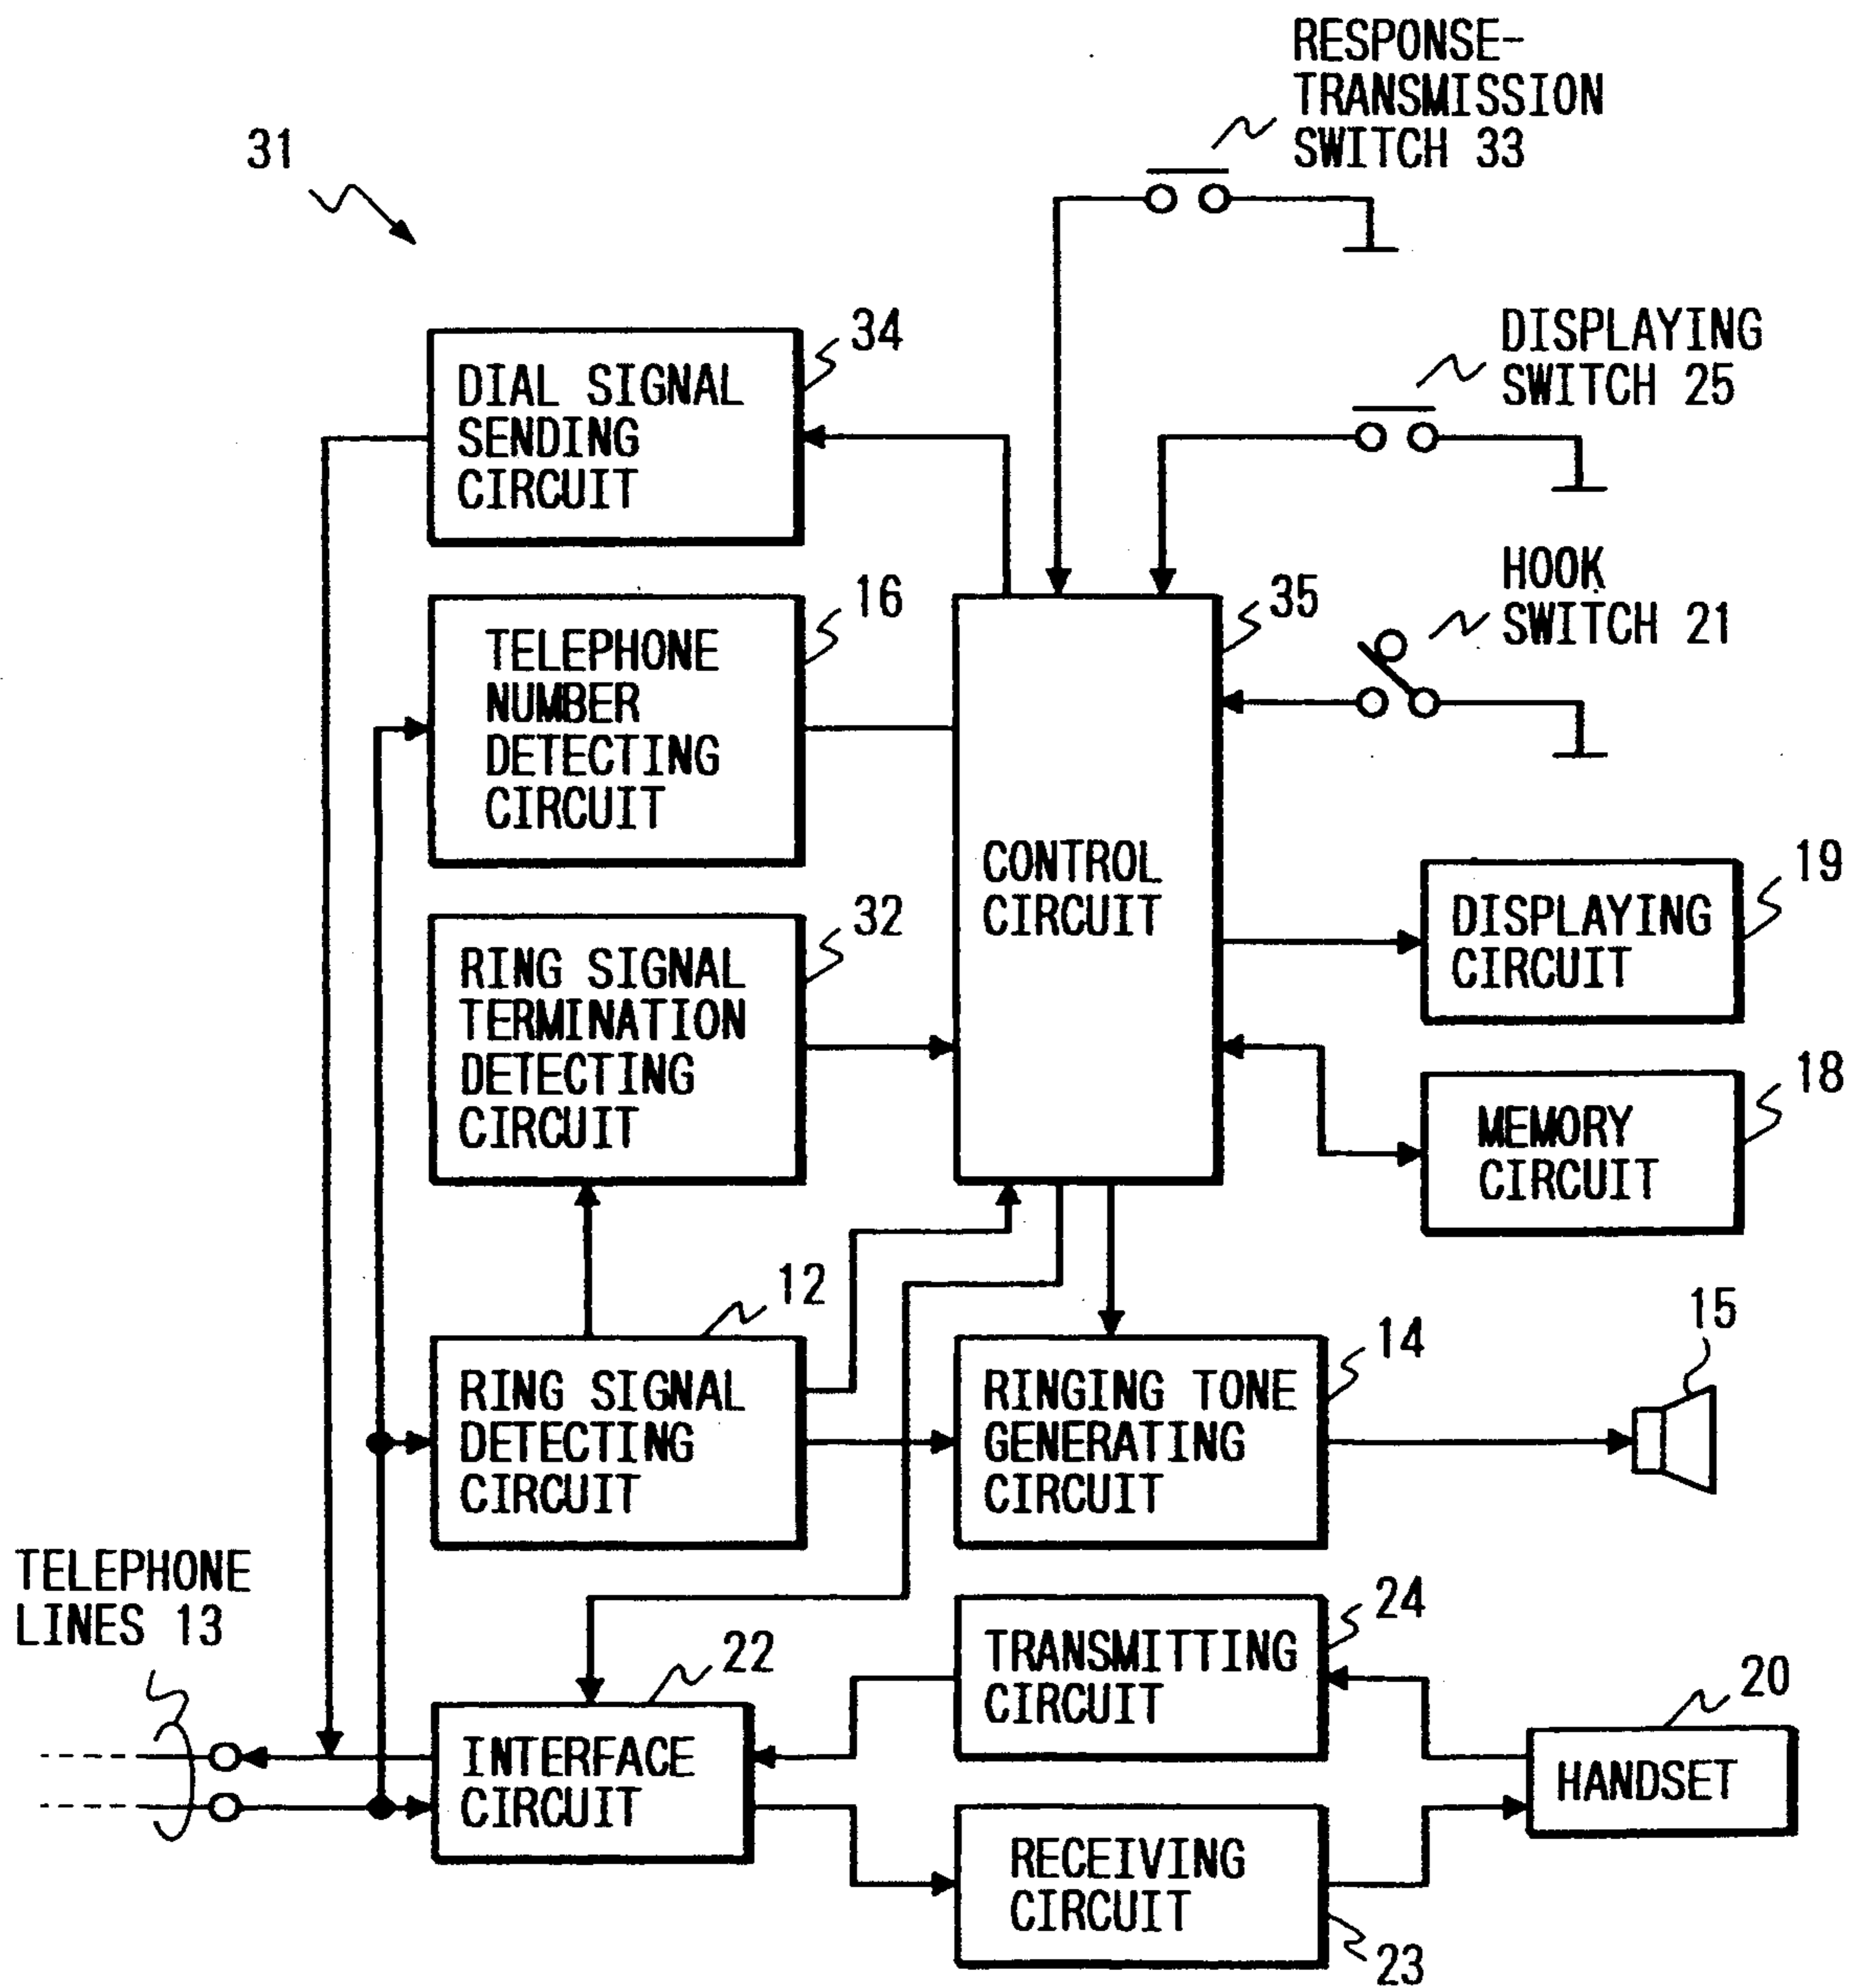 RESPONSE-
TRANSMISSION
SWITCH 33
31
DISPLAYING
SWITCH 25
34
DIAL SIGNAL
SENDING
CIRCUIT
HOOK
SWITCH 21
16
35
TELEPHONE
NUMBER
DETECTING
CIRCUIT
CONTROL
CIRCUIT
19
DISPLAYING
CIRCUIT
32
RING SIGNAL
TERMINATION
DETECTING
CIRCUIT
18
MEMORY
CIRCUIT
12
RING SIGNAL
DETECTING
CIRCUIT
14
RINGING TONE
GENERATING
CIRCUIT
15
TELEPHONE
LINES 13
24
TRANSMITTING
CIRCUIT
22
INTERFACE
CIRCUIT
20
HANDSET
RECEIVING
CIRCUIT
23